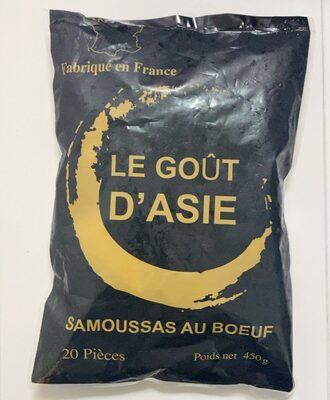 Fabriqué en France
LE GOÛT
D'ASIE
SAMOUSSAS AU BOEUF
20 Pièces Poids net 450g